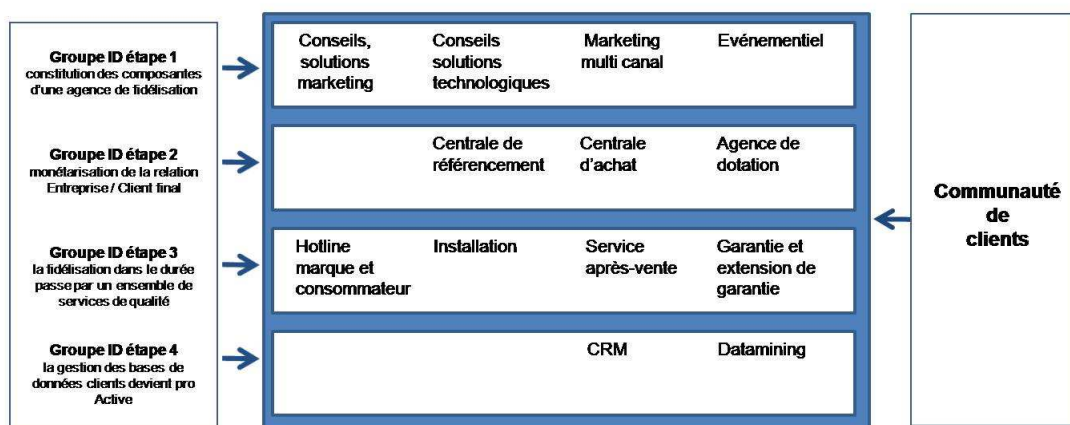 Groupe ID étape 1
constitution des composantes
d'une agence de fidélisation
Conseils,
solutions
marketing
Conseils
solutions
technologiques
Marketing
multi canal
Evénementiel
Groupe ID étape 2
monétarisation de la relation
Entreprise / Client final
Centrale de
référencement
Centrale
d'achat
Agence de
dotation
Groupe ID étape 3
la fidélisation dans le durée
passe par un ensemble de
services de qualité
Hotline
marque et
consommateur
Installation
Service
après-vente
Garantie et
extension de
garantie
Groupe ID étape 4
la gestion des bases de
données clients devient pro
Active
CRM
Datamining
Communauté
de
clients